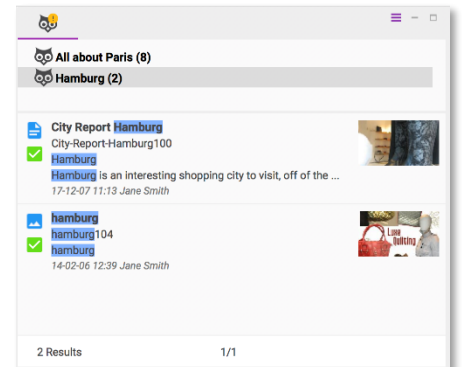 All about Paris (8)
Hamburg (2)
City Report Hamburg
City-Report-Hamburg100
Hamburg
Hamburg is an interesting shopping city to visit, off of the ...
17-12-07 11:13 Jane Smith
hamburg
hamburg104
hamburg
14-02-06 12:39 Jane Smith
Luxe
Quilting
2 Results 1/1